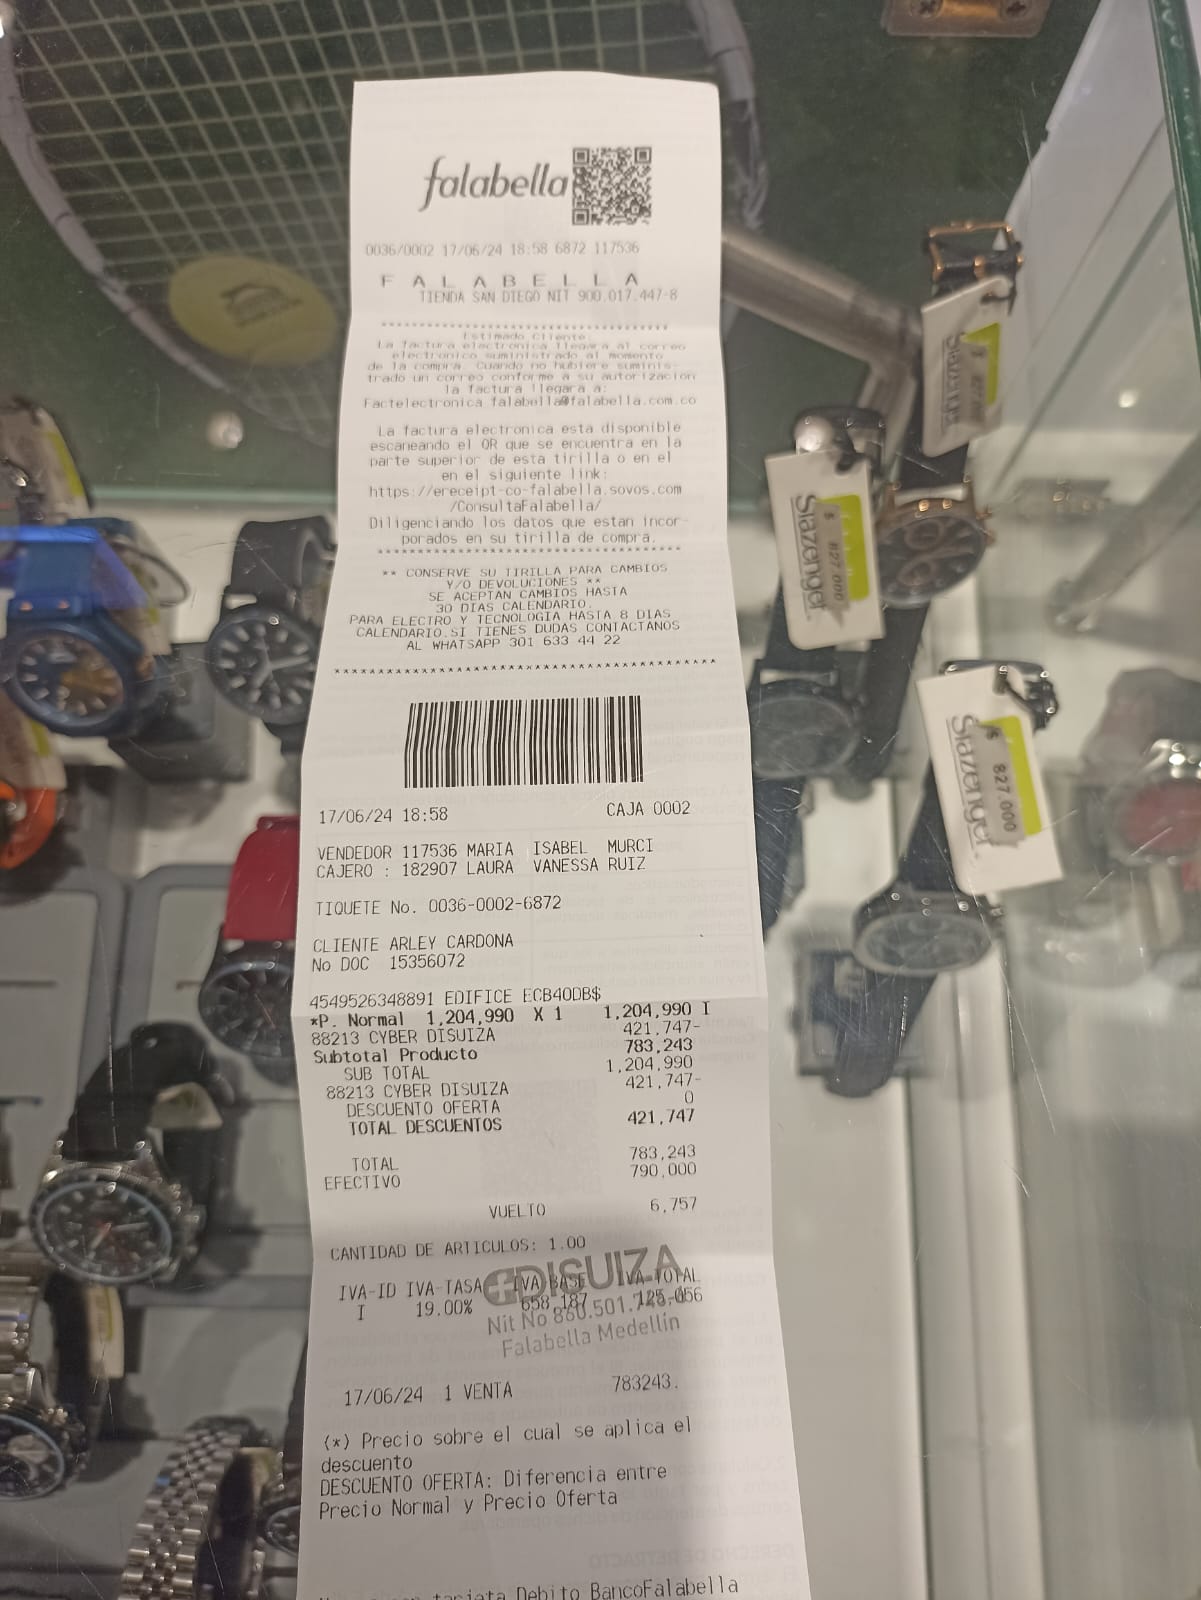 falabella
0036/0002 17/06/24 18:58 6872 117536
F A L A B E L L A
TIENDA SAN DIEGO NIT 900.017.447-8
Estimado Cliente:
La factura electronica llegara al correo
electronico suministrado al momento
de la compra. Cuando no hubiere suminis-
trado un correo conforme a su autorizacion
la factura llegara a:
Factelectronica falabella@falabella.com.co
La factura electronica esta disponible
escaneando el QR que se encuentra en la
parte superior de esta tirilla o en el
en el siguiente link:
https://ereceipt-co-falabella.sovos.com
/ConsultaFalabella/
Diligenciando los datos que estan incor-
porados en su tirilla de compra.
** CONSERVE SU TIRILLA PARA CAMBIOS
Y/O DEVOLUCIONES **
SE ACEPTAN CAMBIOS HASTA
30 DIAS CALENDARIO.
PARA ELECTRO Y TECNOLOGIA HASTA 8 DIAS
CALENDARIO.SI TIENES DUDAS CONTACTANOS
AL WHATSAPP 301 633 44 22
17/06/24 18:58 CAJA 0002
VENDEDOR 117536 MARIA ISABEL MURCI
CAJERO : 182907 LAURA VANESSA RUIZ
TIQUETE No. 0036-0002-6872
CLIENTE ARLEY CARDONA
No DOC 15356072
4549526348891 EDIFICE ECB40DB$
*P. Normal 1,204,990 X 1 1,204,990 I
88213 CYBER DISUIZA 421,747-
Subtotal Producto 783,243
SUB TOTAL 1,204,990
88213 CYBER DISUIZA 421,747-
DESCUENTO OFERTA 0
TOTAL DESCUENTOS 421,747
TOTAL 783,243
EFECTIVO 790,000
VUELTO 6,757
CANTIDAD DE ARTICULOS: 1.00
DISUIZA
IVA-ID IVA-TASA IVA BASE IVA-TOTAL
I 19.00% 658,187 125,056
Nit No 860.501.
Falabella Medellín
17/06/24 1 VENTA 783243.
(*) Precio sobre el cual se aplica el
descuento
DESCUENTO OFERTA: Diferencia entre
Precio Normal y Precio Oferta
tarjeta Debito BancoFalabella
Slazenger
Slazenger
$ 827.000
Slazenger
$ 827.000